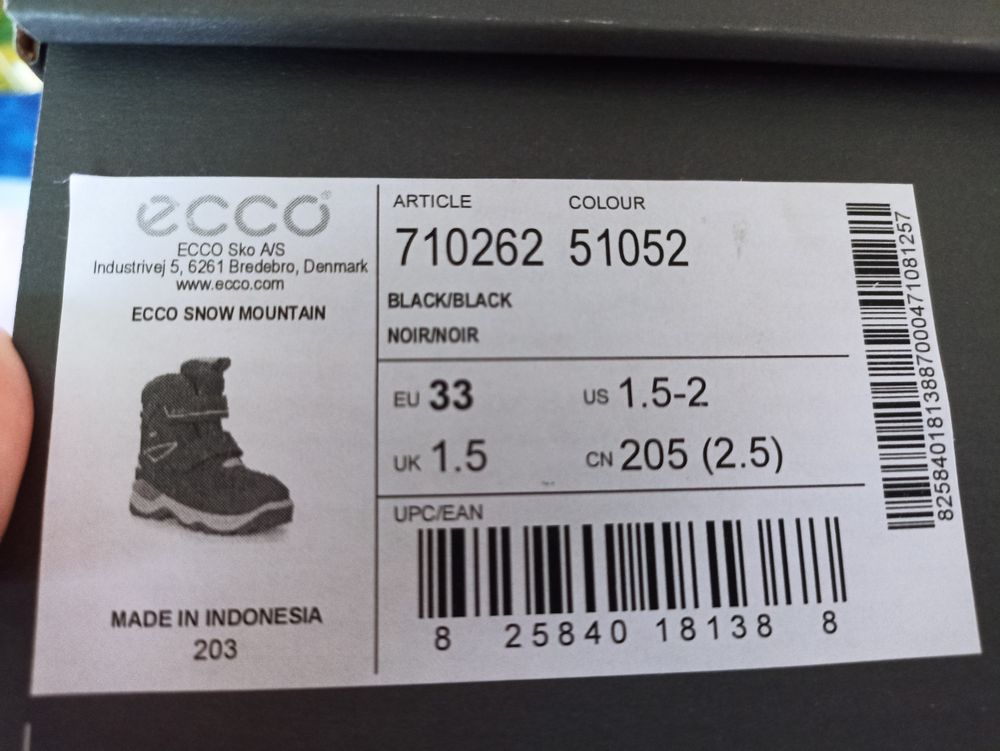 ecco®
ECCO Sko A/S
Industrivej 5, 6261 Bredebro, Denmark
www.ecco.com
ECCO SNOW MOUNTAIN
MADE IN INDONESIA
203
ARTICLE COLOUR
710262 51052
BLACK/BLACK
NOIR/NOIR
EU 33 US 1.5-2
UK 1.5 CN 205 (2.5)
UPC/EAN
8 25840 18138 8
825840181388700047​1081257